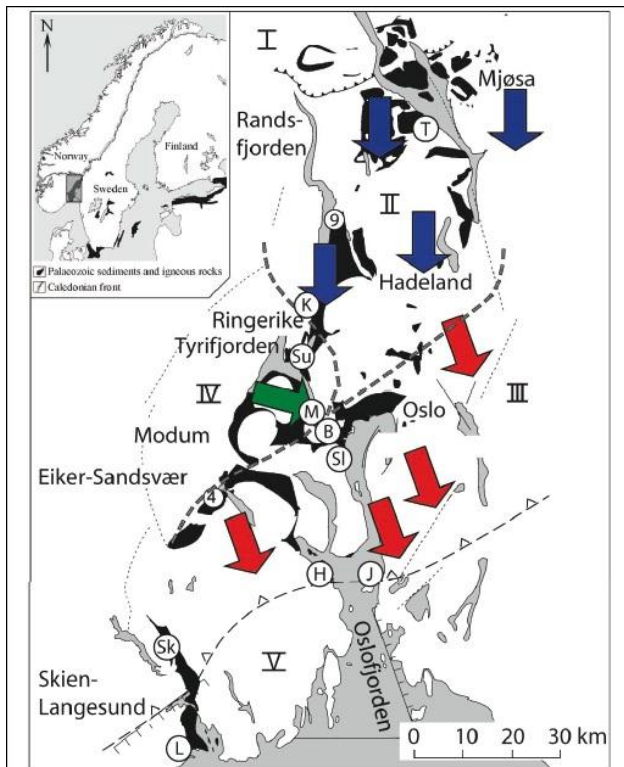 N
Norway
Sweden
Finland
Palaeozoic sediments and igneous rocks
Caledonian front
I
Mjøsa
Rands-
fjorden
T
II
9
Hadeland
K
Ringerike
Tyrifjorden
Su
IV
III
M
Oslo
B
Modum
Sl
Eiker-Sandsvær
4
H
J
Sk
V
Oslofjorden
Skien-
Langesund
L
0 10 20 30 km